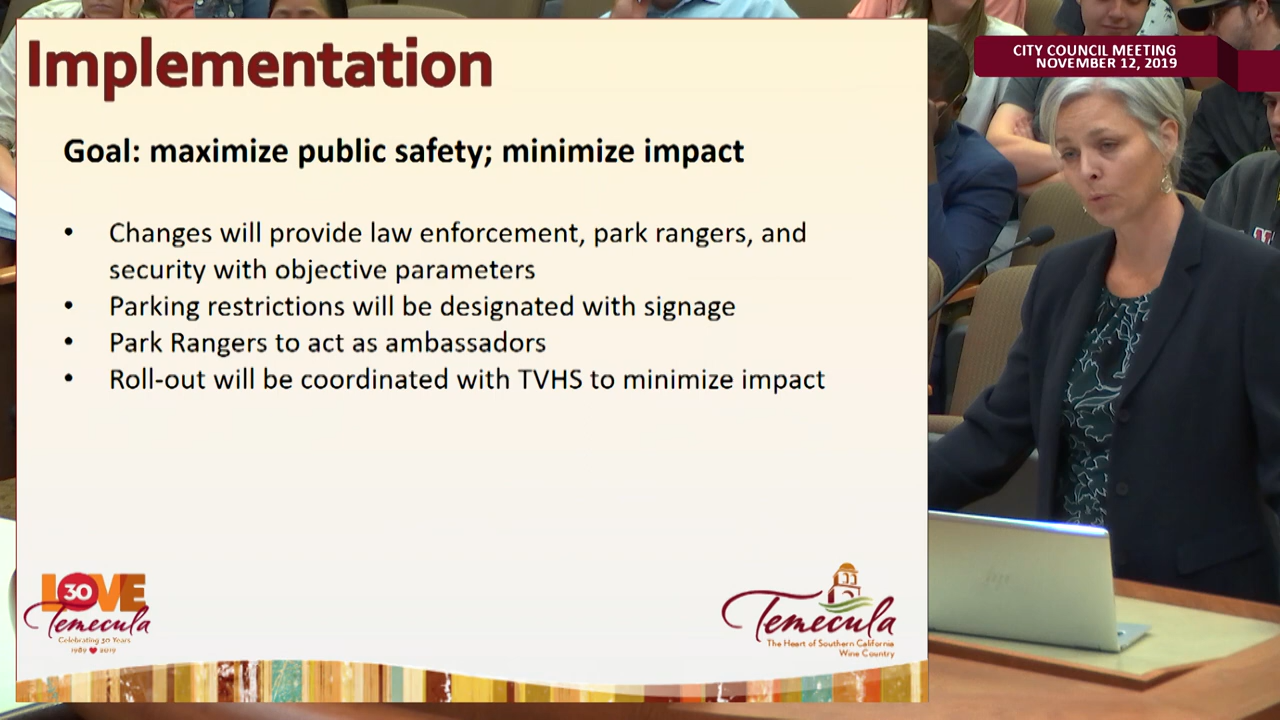 CITY COUNCIL MEETING
NOVEMBER 12, 2019
Implementation
Goal: maximize public safety; minimize impact
• Changes will provide law enforcement, park rangers, and
security with objective parameters
• Parking restrictions will be designated with signage
• Park Rangers to act as ambassadors
• Roll-out will be coordinated with TVHS to minimize impact
LOVE
30
Temecula
Celebrating 30 Years
1989 ♥ 2019
Temecula
The Heart of Southern California
Wine Country